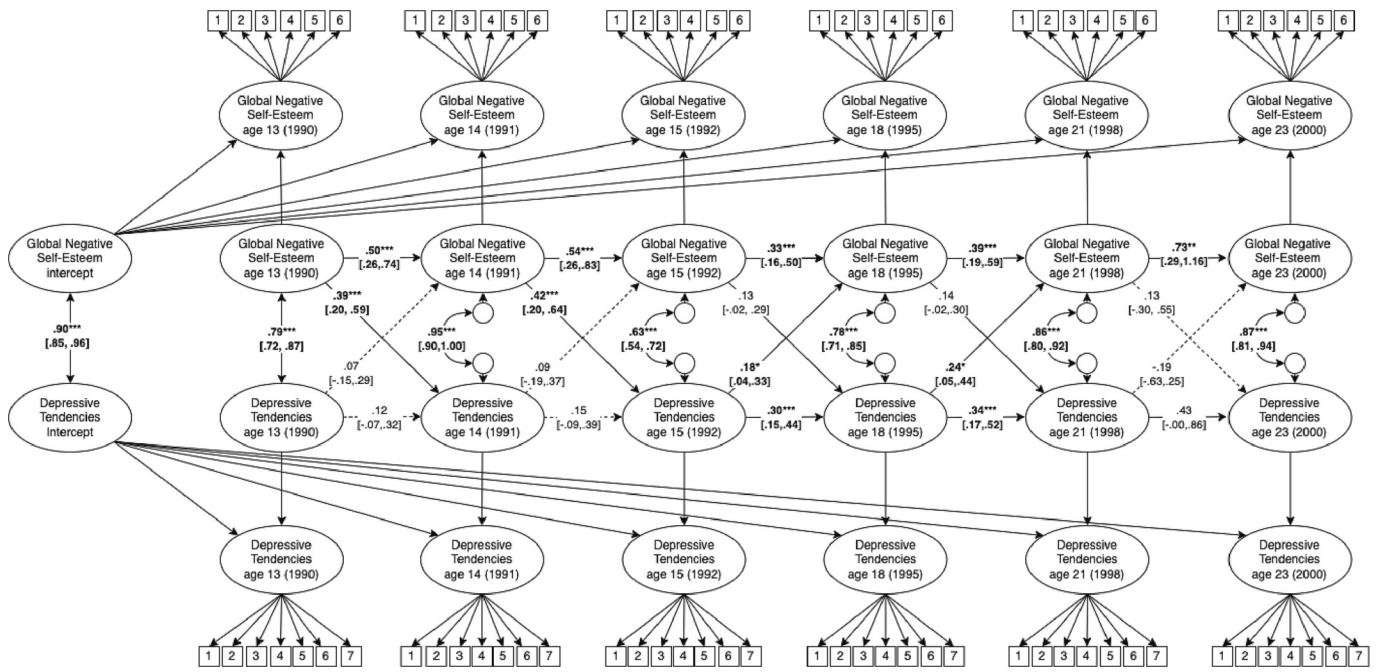 1 2 3 4 5 6 1 2 3 4 5 6 1 2 3 4 5 6 1 2 3 4 5 6 1 2 3 4 5 6 1 2 3 4 5 6
Global Negative Self-Esteem age 13 (1990)
Global Negative Self-Esteem age 14 (1991)
Global Negative Self-Esteem age 15 (1992)
Global Negative Self-Esteem age 18 (1995)
Global Negative Self-Esteem age 21 (1998)
Global Negative Self-Esteem age 23 (2000)
Global Negative
Self-Esteem
intercept
Global Negative
Self-Esteem
age 13 (1990)
.50***
[.26,.74]
Global Negative
Self-Esteem
age 14 (1991)
.54***
[.26,.83]
Global Negative
Self-Esteem
age 15 (1992)
.33***
[.16,.50]
Global Negative
Self-Esteem
age 18 (1995)
.39***
[.19,.59]
Global Negative
Self-Esteem
age 21 (1998)
.73**
[.29,1.16]
Global Negative
Self-Esteem
age 23 (2000)
.39***
[.20, .59]
.42***
[.20, .64]
.13
[-.02, .29]
.14
[-.02,.30]
.13
[-.30, .55]
.90***
[.85, .96]
.79***
[.72, .87]
.95***
[.90,1.00]
.63***
[.54, .72]
.78***
[.71, .85]
.86***
[.80, .92]
.87***
[.81, .94]
.07
[-.15,.29]
.09
[-.19,.37]
.18*
[.04,.33]
.24*
[.05,.44]
-.19
[-.63,.25]
Depressive
Tendencies
Intercept
Depressive
Tendencies
age 13 (1990)
.12
[-.07,.32]
Depressive
Tendencies
age 14 (1991)
.15
[-.09,.39]
Depressive
Tendencies
age 15 (1992)
.30***
[.15,.44]
Depressive
Tendencies
age 18 (1995)
.34***
[.17,.52]
Depressive
Tendencies
age 21 (1998)
.43
[-.00,.86]
Depressive
Tendencies
age 23 (2000)
Depressive
Tendencies
age 13 (1990)
Depressive
Tendencies
age 14 (1991)
Depressive
Tendencies
age 15 (1992)
Depressive
Tendencies
age 18 (1995)
Depressive
Tendencies
age 21 (1998)
Depressive
Tendencies
age 23 (2000)
1 2 3 4 5 6 7 1 2 3 4 5 6 7 1 2 3 4 5 6 7 1 2 3 4 5 6 7 1 2 3 4 5 6 7 1 2 3 4 5 6 7